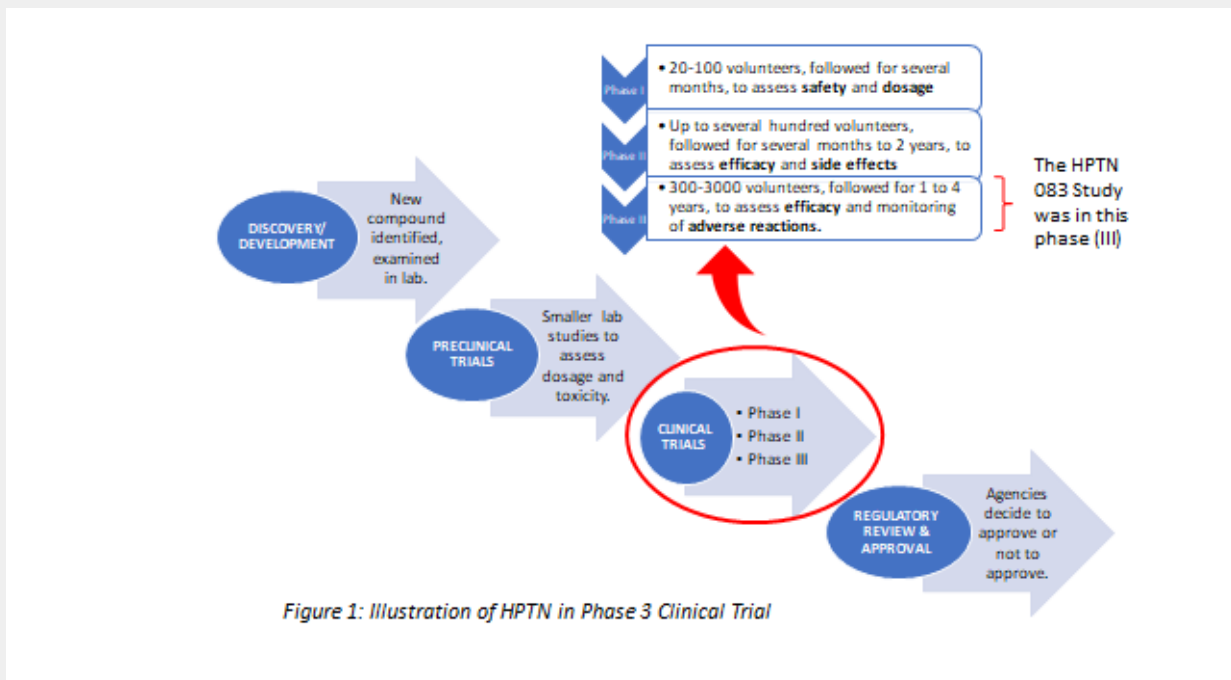 Phase I
• 20-100 volunteers, followed for several
months, to assess safety and dosage
Phase II
• Up to several hundred volunteers,
followed for several months to 2 years, to
assess efficacy and side effects
Phase II
• 300-3000 volunteers, followed for 1 to 4
years, to assess efficacy and monitoring
of adverse reactions.
The HPTN
083 Study
was in this
phase (III)
DISCOVERY/
DEVELOPMENT
New
compound
identified,
examined
in lab.
PRECLINICAL
TRIALS
Smaller lab
studies to
assess
dosage and
toxicity.
CLINICAL
TRIALS
• Phase I
• Phase II
• Phase III
REGULATORY
REVIEW &
APPROVAL
Agencies
decide to
approve or
not to
approve.
Figure 1: Illustration of HPTN in Phase 3 Clinical Trial